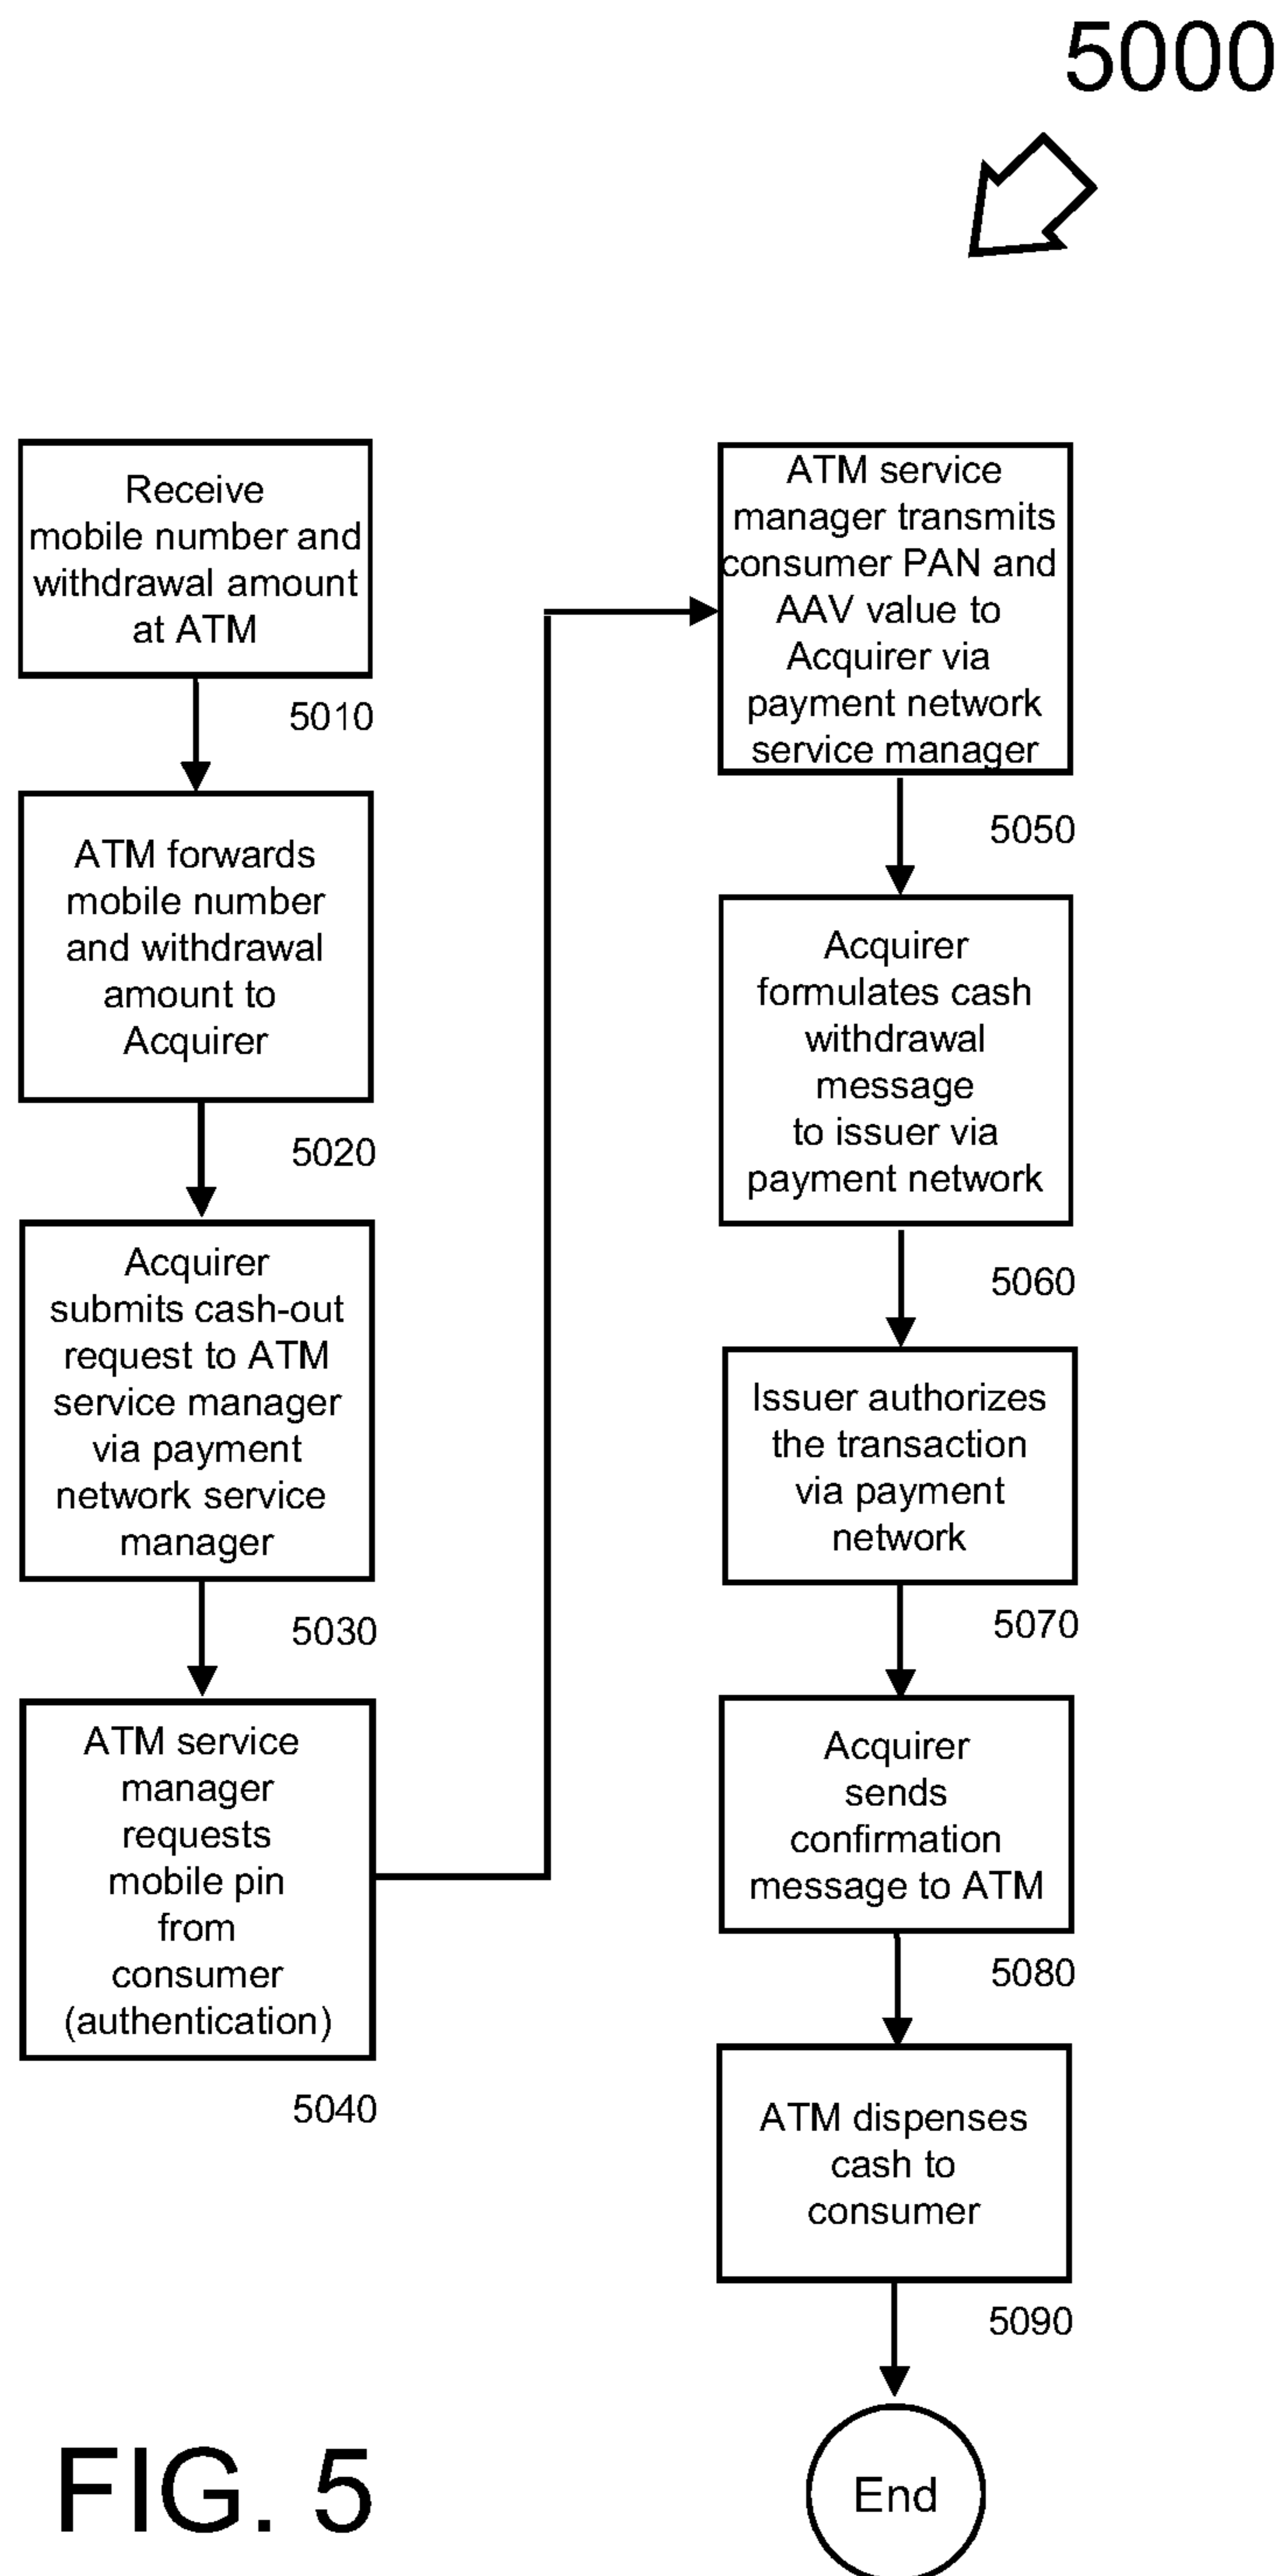 5000
Receive
mobile number and
withdrawal amount
at ATM
5010
ATM forwards
mobile number
and withdrawal
amount to
Acquirer
5020
Acquirer
submits cash-out
request to ATM
service manager
via payment
network service
manager
5030
ATM service
manager
requests
mobile pin
from
consumer
(authentication)
5040
ATM service
manager transmits
consumer PAN and
AAV value to
Acquirer via
payment network
service manager
5050
Acquirer
formulates cash
withdrawal
message
to issuer via
payment network
5060
Issuer authorizes
the transaction
via payment
network
5070
Acquirer
sends
confirmation
message to ATM
5080
ATM dispenses
cash to
consumer
5090
End
FIG. 5